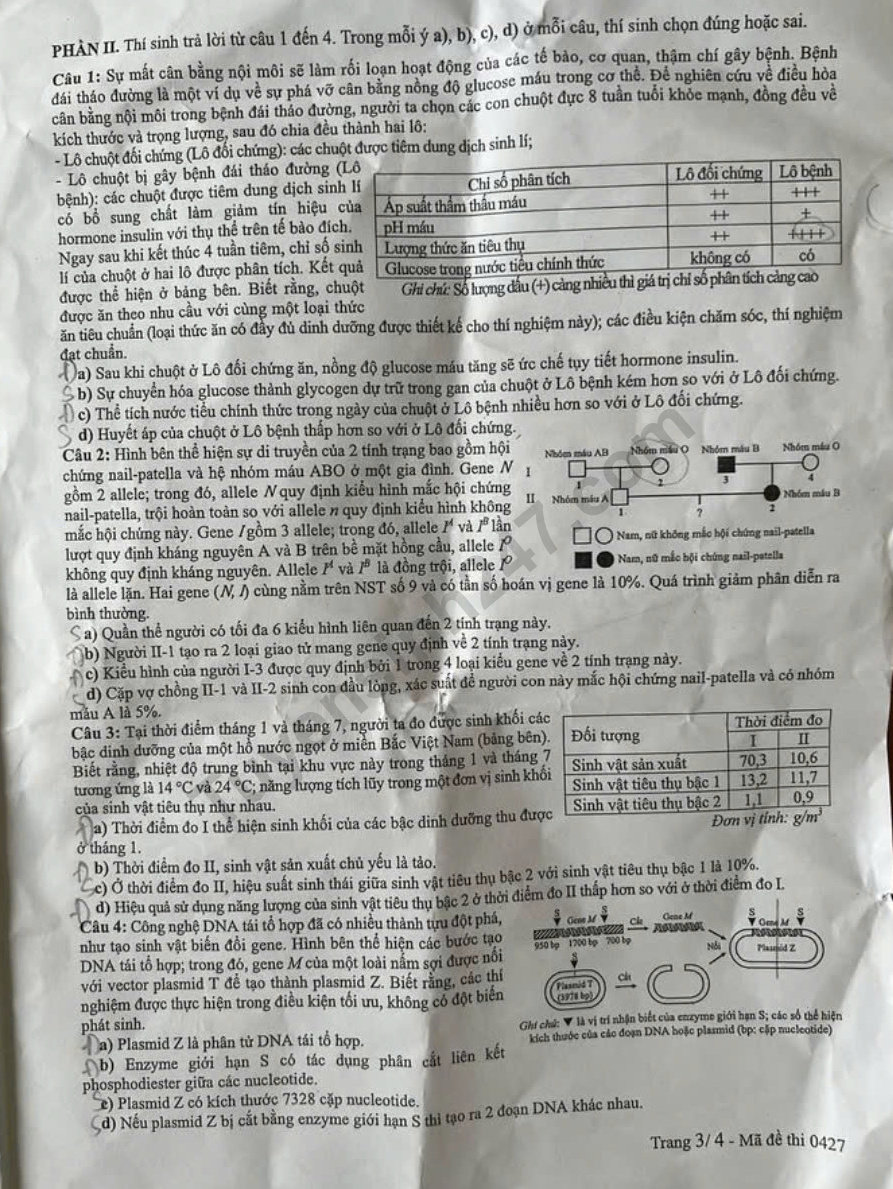 PHẦN II. Thí sinh trả lời từ câu 1 đến 4. Trong mỗi ý a), b), c), d) ở mỗi câu, thí sinh chọn đúng hoặc sai.
Câu 1: Sự mất cân bằng nội môi sẽ làm rối loạn hoạt động của các tế bào, cơ quan, thậm chí gây bệnh. Bệnh
đái tháo đường là một ví dụ về sự phá vỡ cân bằng nồng độ glucose máu trong cơ thể. Để nghiên cứu về điều hòa
cân bằng nội môi trong bệnh đái tháo đường, người ta chọn các con chuột đực 8 tuần tuổi khỏe mạnh, đồng đều về
kích thước và trọng lượng, sau đó chia đều thành hai lô:
- Lô chuột đối chứng (Lô đối chứng): các chuột được tiêm dung dịch sinh lí;
- Lô chuột bị gây bệnh đái tháo đường (Lô
bệnh): các chuột được tiêm dung dịch sinh lí
có bổ sung chất làm giảm tín hiệu của
hormone insulin với thụ thể trên tế bào đích.
Ngay sau khi kết thúc 4 tuần tiêm, chỉ số sinh
lí của chuột ở hai lô được phân tích. Kết quả
được thể hiện ở bảng bên. Biết rằng, chuột
được ăn theo nhu cầu với cùng một loại thức
Chỉ số phân tích Lô đối chứng Lô bệnh
Áp suất thẩm thấu máu ++ +++
pH máu ++ +
Lượng thức ăn tiêu thụ ++ ++++
Glucose trong nước tiểu chính thức không có có
Ghi chú: Số lượng dấu (+) càng nhiều thì giá trị chỉ số phân tích càng cao
ăn tiêu chuẩn (loại thức ăn có đầy đủ dinh dưỡng được thiết kế cho thí nghiệm này); các điều kiện chăm sóc, thí nghiệm
đạt chuẩn.
a) Sau khi chuột ở Lô đối chứng ăn, nồng độ glucose máu tăng sẽ ức chế tụy tiết hormone insulin.
b) Sự chuyển hóa glucose thành glycogen dự trữ trong gan của chuột ở Lô bệnh kém hơn so với ở Lô đối chứng.
c) Thể tích nước tiểu chính thức trong ngày của chuột ở Lô bệnh nhiều hơn so với ở Lô đối chứng.
d) Huyết áp của chuột ở Lô bệnh thấp hơn so với ở Lô đối chứng.
Câu 2: Hình bên thể hiện sự di truyền của 2 tính trạng bao gồm hội
chứng nail-patella và hệ nhóm máu ABO ở một gia đình. Gene N
gồm 2 allele; trong đó, allele N quy định kiểu hình mắc hội chứng
nail-patella, trội hoàn toàn so với allele n quy định kiểu hình không
mắc hội chứng này. Gene I gồm 3 allele; trong đó, allele Iᴬ và Iᴮ lần
lượt quy định kháng nguyên A và B trên bề mặt hồng cầu, allele Iᴼ
không quy định kháng nguyên. Allele Iᴬ và Iᴮ là đồng trội, allele Iᴼ
Nhóm máu AB Nhóm máu O Nhóm máu B Nhóm máu O
I 1 2 3 4
II Nhóm máu A Nhóm máu B
1 ? 2
Nam, nữ không mắc hội chứng nail-patella
Nam, nữ mắc hội chứng nail-patella
là allele lặn. Hai gene (N, I) cùng nằm trên NST số 9 và có tần số hoán vị gene là 10%. Quá trình giảm phân diễn ra
bình thường.
a) Quần thể người có tối đa 6 kiểu hình liên quan đến 2 tính trạng này.
b) Người II-1 tạo ra 2 loại giao tử mang gene quy định về 2 tính trạng này.
c) Kiểu hình của người I-3 được quy định bởi 1 trong 4 loại kiểu gene về 2 tính trạng này.
d) Cặp vợ chồng II-1 và II-2 sinh con đầu lòng, xác suất để người con này mắc hội chứng nail-patella và có nhóm
máu A là 5%.
Câu 3: Tại thời điểm tháng 1 và tháng 7, người ta đo được sinh khối các
bậc dinh dưỡng của một hồ nước ngọt ở miền Bắc Việt Nam (bảng bên).
Biết rằng, nhiệt độ trung bình tại khu vực này trong tháng 1 và tháng 7
tương ứng là 14 °C và 24 °C; năng lượng tích lũy trong một đơn vị sinh khối
của sinh vật tiêu thụ như nhau.
Đối tượng Thời điểm đo
I II
Sinh vật sản xuất 70,3 10,6
Sinh vật tiêu thụ bậc 1 13,2 11,7
Sinh vật tiêu thụ bậc 2 1,1 0,9
Đơn vị tính: g/m³
a) Thời điểm đo I thể hiện sinh khối của các bậc dinh dưỡng thu được
ở tháng 1.
b) Thời điểm đo II, sinh vật sản xuất chủ yếu là tảo.
c) Ở thời điểm đo II, hiệu suất sinh thái giữa sinh vật tiêu thụ bậc 2 với sinh vật tiêu thụ bậc 1 là 10%.
d) Hiệu quả sử dụng năng lượng của sinh vật tiêu thụ bậc 2 ở thời điểm đo II thấp hơn so với ở thời điểm đo I.
Câu 4: Công nghệ DNA tái tổ hợp đã có nhiều thành tựu đột phá,
như tạo sinh vật biến đổi gene. Hình bên thể hiện các bước tạo
DNA tái tổ hợp; trong đó, gene M của một loài nấm sợi được nối
với vector plasmid T để tạo thành plasmid Z. Biết rằng, các thí
nghiệm được thực hiện trong điều kiện tối ưu, không có đột biến
phát sinh.
S Gene M S Cắt Gene M S Gene M S
950 bp 1700 bp 700 bp Nối Plasmid Z
S
Plasmid T Cắt
(3978 bp)
Ghi chú: ▼ là vị trí nhận biết của enzyme giới hạn S; các số thể hiện
kích thước của các đoạn DNA hoặc plasmid (bp: cặp nucleotide)
a) Plasmid Z là phân tử DNA tái tổ hợp.
b) Enzyme giới hạn S có tác dụng phân cắt liên kết
phosphodiester giữa các nucleotide.
c) Plasmid Z có kích thước 7328 cặp nucleotide.
d) Nếu plasmid Z bị cắt bằng enzyme giới hạn S thì tạo ra 2 đoạn DNA khác nhau.
Trang 3/ 4 - Mã đề thi 0427